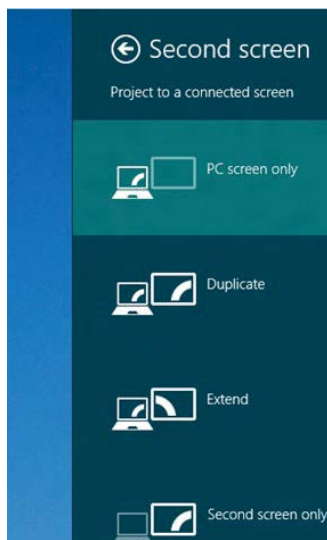 Second screen
Project to a connected screen
PC screen only
Duplicate
Extend
Second screen only